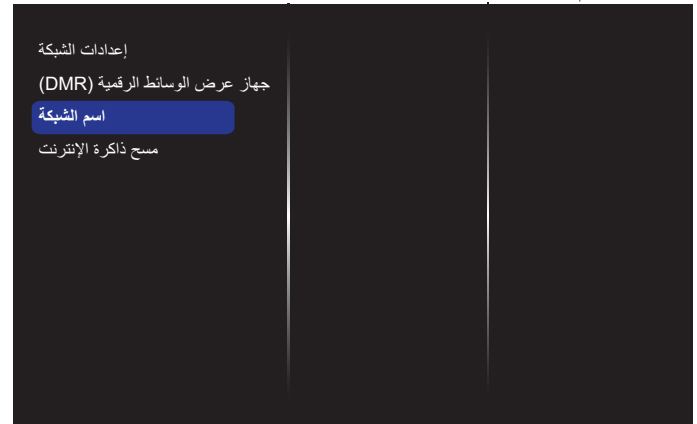 إعدادات الشبكة
جهاز عرض الوسائط الرقمية (DMR)
اسم الشبكة
مسح ذاكرة الإنترنت